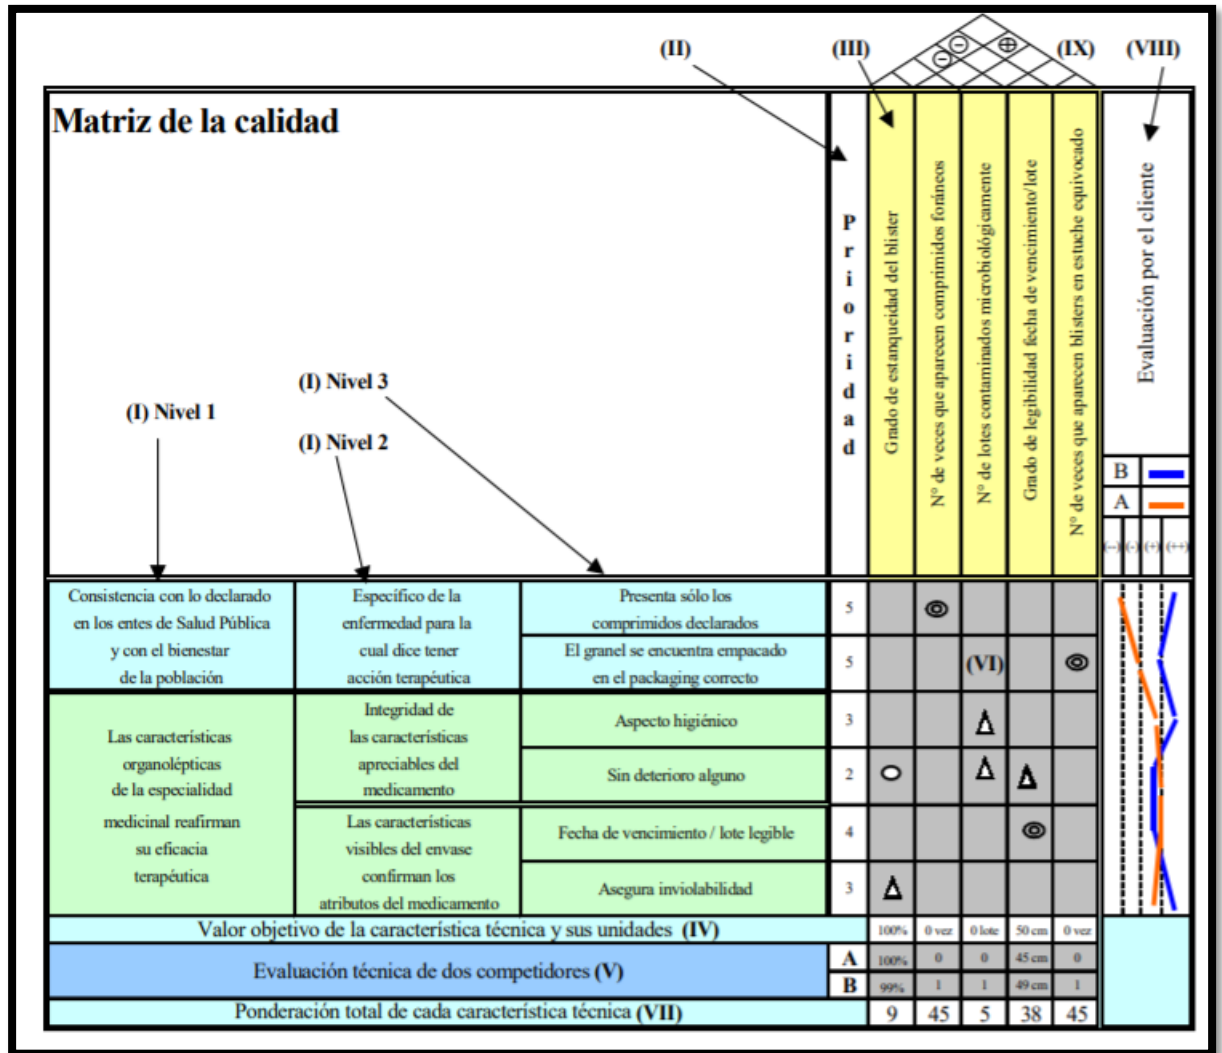 (II)
(III)
(IX)
(VIII)
Matriz de la calidad
Prioridad
Grado de estanqueidad del blister
N° de veces que aparecen comprimidos foráneos
N° de lotes contaminados microbiológicamente
Grado de legibilidad fecha de vencimiento/lote
N° de veces que aparecen blisters en estuche equivocado
Evaluación por el cliente
(I) Nivel 3
(I) Nivel 1
(I) Nivel 2
B
A
(--) (-) (+) (++)
Consistencia con lo declarado
en los entes de Salud Pública
y con el bienestar
de la población
Específico de la
enfermedad para la
cual dice tener
acción terapéutica
Presenta sólo los
comprimidos declarados
5
El granel se encuentra empacado
en el packaging correcto
5
(VI)
Las características
organolépticas
de la especialidad
medicinal reafirman
su eficacia
terapéutica
Integridad de
las características
apreciables del
medicamento
Aspecto higiénico
3
Sin deterioro alguno
2
Las características
visibles del envase
confirman los
atributos del medicamento
Fecha de vencimiento / lote legible
4
Asegura inviolabilidad
3
Valor objetivo de la característica técnica y sus unidades (IV)
100% 0 vez 0 lote 50 cm 0 vez
Evaluación técnica de dos competidores (V)
A 100% 0 0 45 cm 0
B 99% 1 1 49 cm 1
Ponderación total de cada característica técnica (VII)
9 45 5 38 45